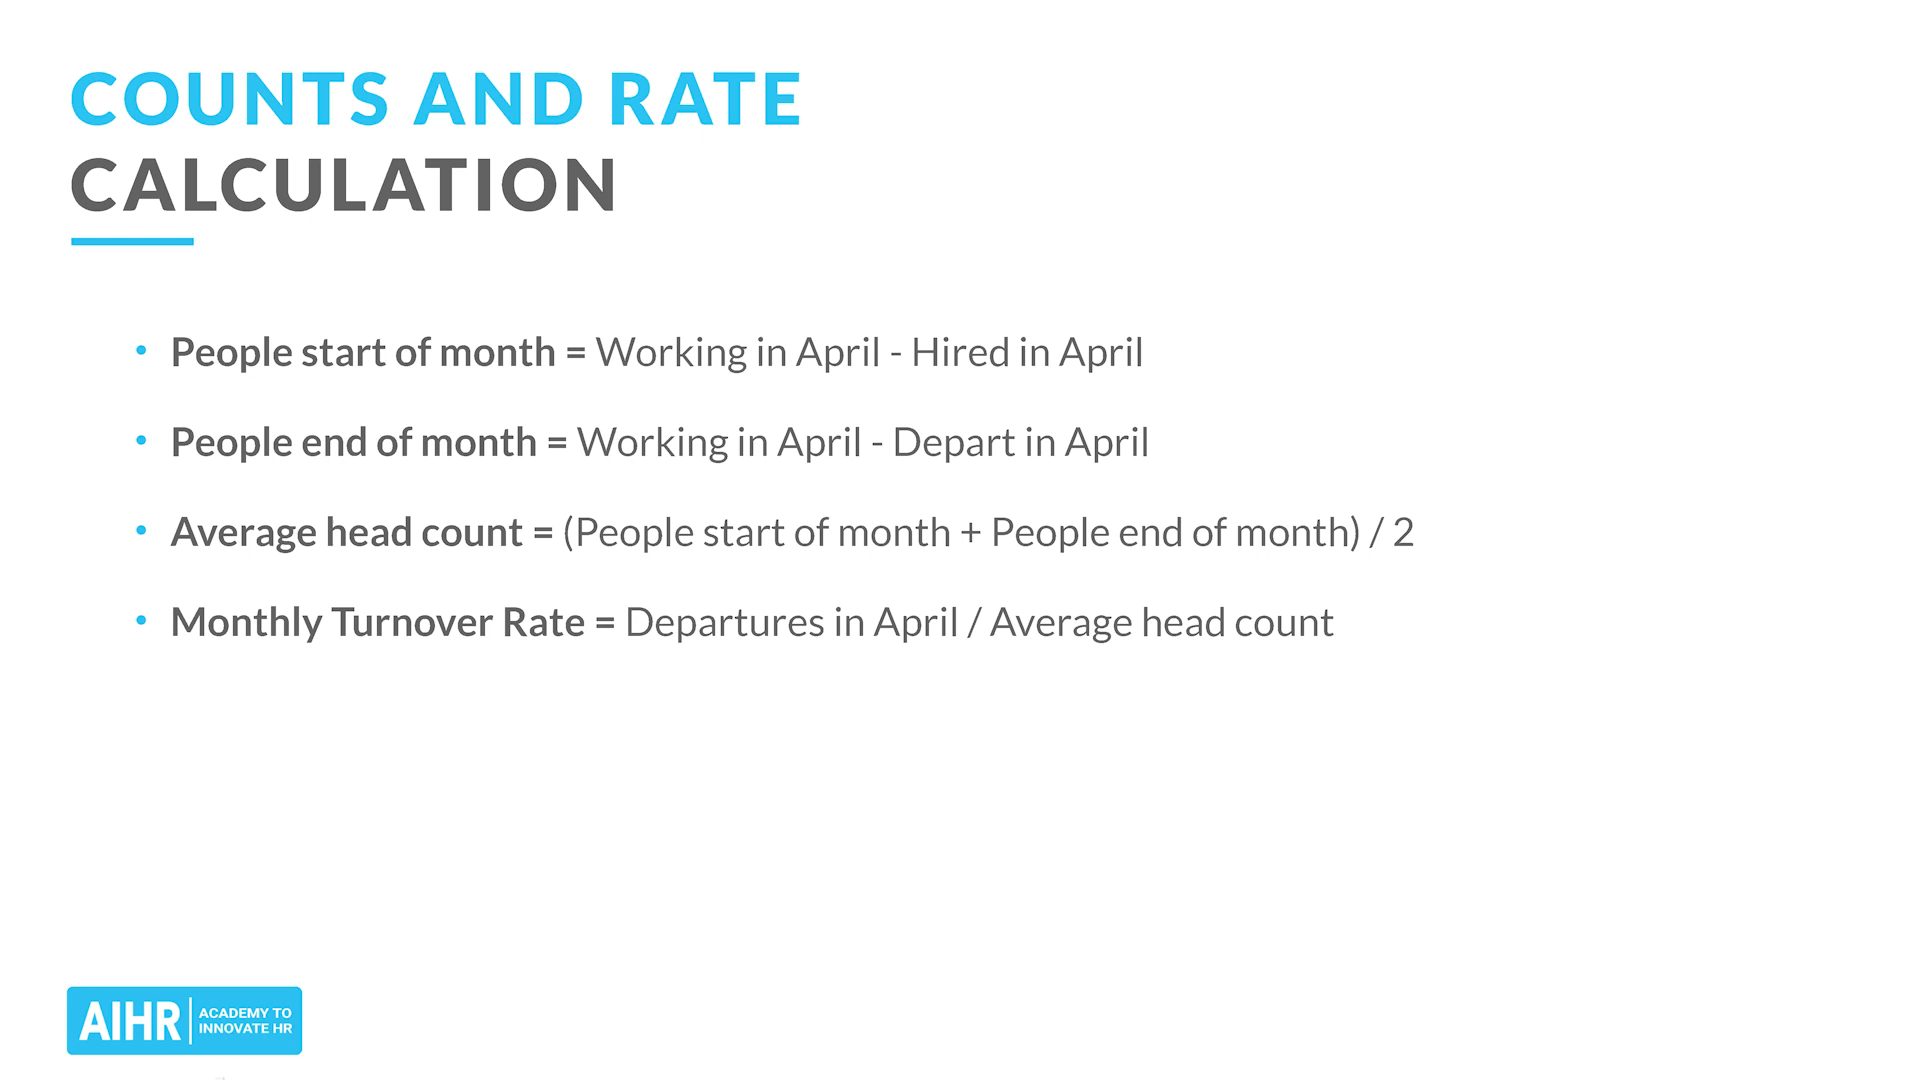 COUNTS AND RATE
CALCULATION
• People start of month = Working in April - Hired in April
• People end of month = Working in April - Depart in April
• Average head count = (People start of month + People end of month) / 2
• Monthly Turnover Rate = Departures in April / Average head count
AIHR
ACADEMY TO
INNOVATE HR